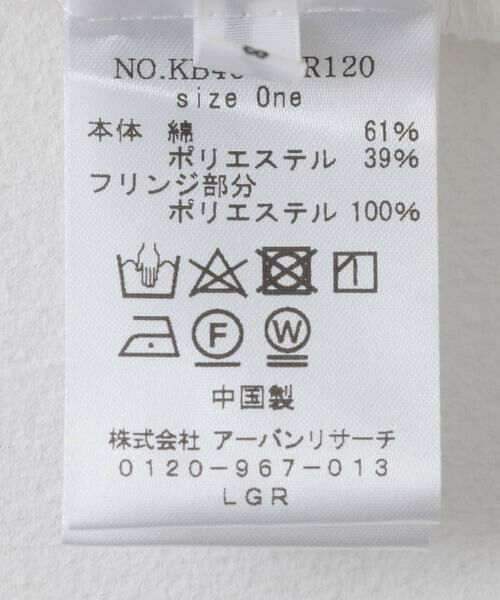 NO.KB R120
size One
本体 綿 61%
ポリエステル 39%
フリンジ部分
ポリエステル 100%
F W
中国製
株式会社 アーバンリサーチ
0120-967-013
LGR